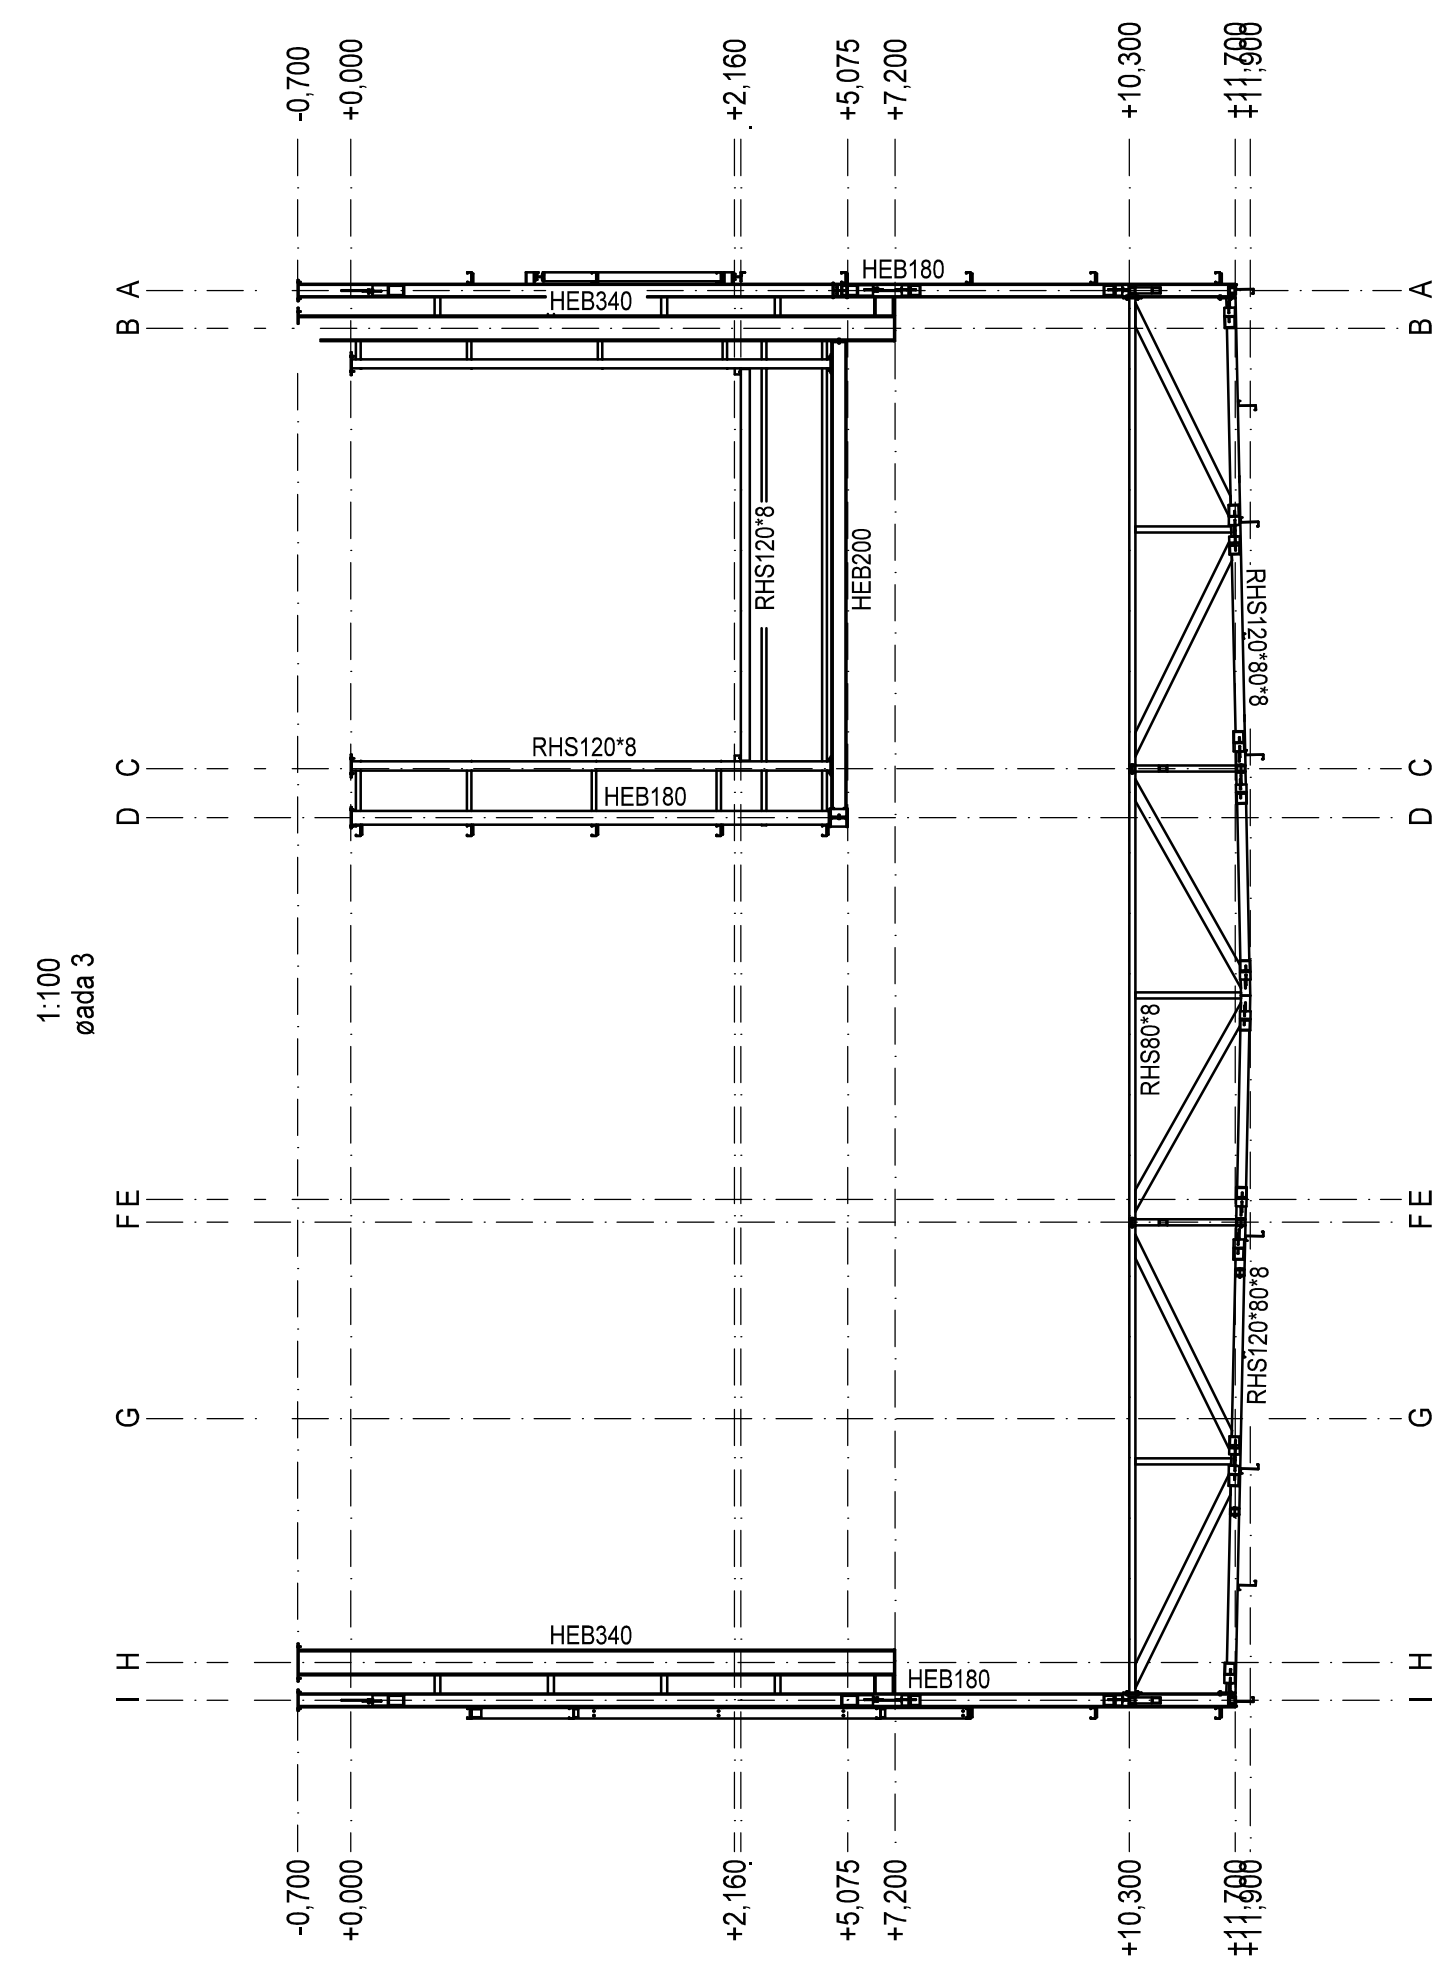 1:100
øada 3
-0,700
+0,000
+2,160
+5,075
+7,200
+10,300
+11,700
+11,900
A
B
C
D
E
F
G
H
I
A
B
C
D
E
F
G
H
I
HEB180
HEB340
RHS120*8
HEB200
RHS120*80*8
RHS120*8
HEB180
RHS80*8
RHS120*80*8
HEB340
HEB180
-0,700
+0,000
+2,160
+5,075
+7,200
+10,300
+11,700
+11,900